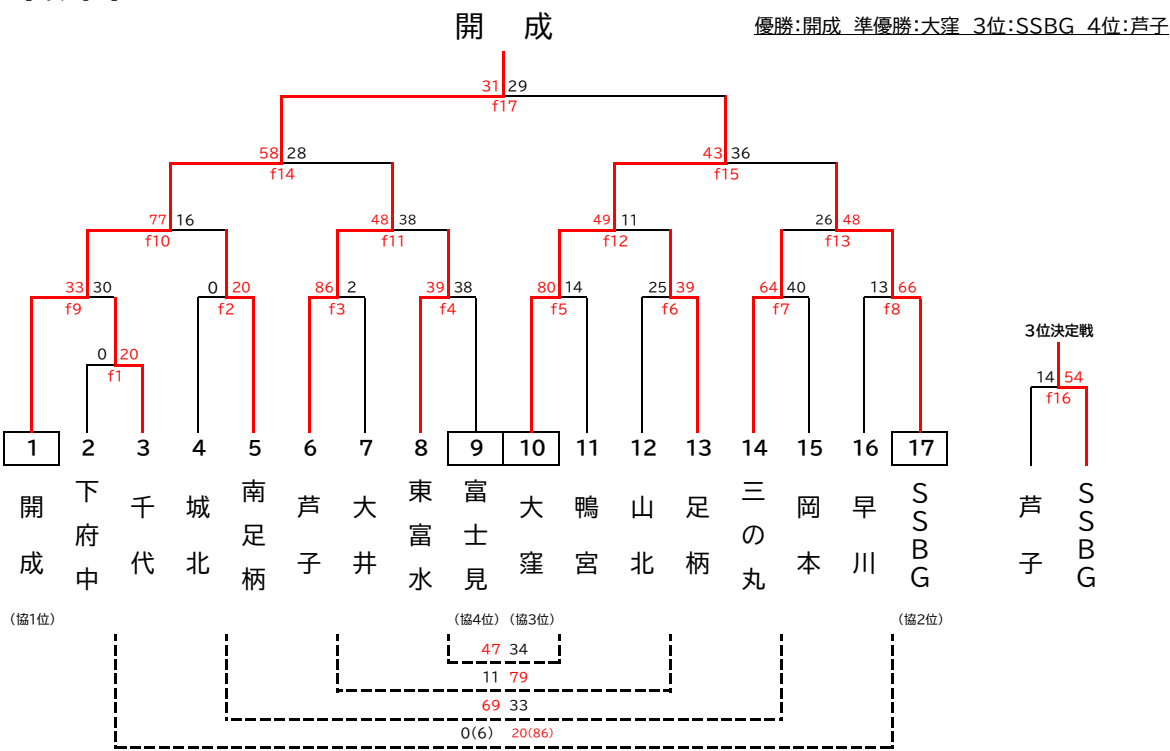 開 成
優勝:開成 準優勝:大窪 3位:SSBG 4位:芦子
31 29
f17
58 28
f14
43 36
f15
77 16
f10
48 38
f11
49 11
f12
26 48
f13
33 30
f9
0 20
f2
86 2
f3
39 38
f4
80 14
f5
25 39
f6
64 40
f7
13 66
f8
0 20
f1
3位決定戦
14 54
f16
1 2 3 4 5 6 7 8 9 10 11 12 13 14 15 16 17
開成
下府中
千代
城北
南足柄
芦子
大井
東富水
富士見
大窪
鴨宮
山北
足柄
三の丸
岡本
早川
SSBG
芦子
SSBG
(協1位) (協4位) (協3位) (協2位)
47 34
11 79
69 33
0(6) 20(86)